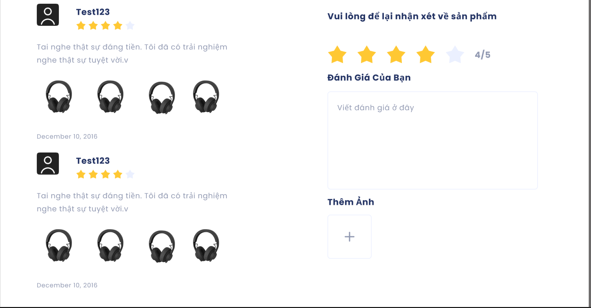 Test123
Tai nghe thật sự đáng tiền. Tôi đã có trải nghiệm
nghe thật sự tuyệt vời.v
December 10, 2016
Test123
Tai nghe thật sự đáng tiền. Tôi đã có trải nghiệm
nghe thật sự tuyệt vời.v
December 10, 2016
Vui lòng để lại nhận xét về sản phẩm
4/5
Đánh Giá Của Bạn
Viết đánh giá ở đây
Thêm Ảnh